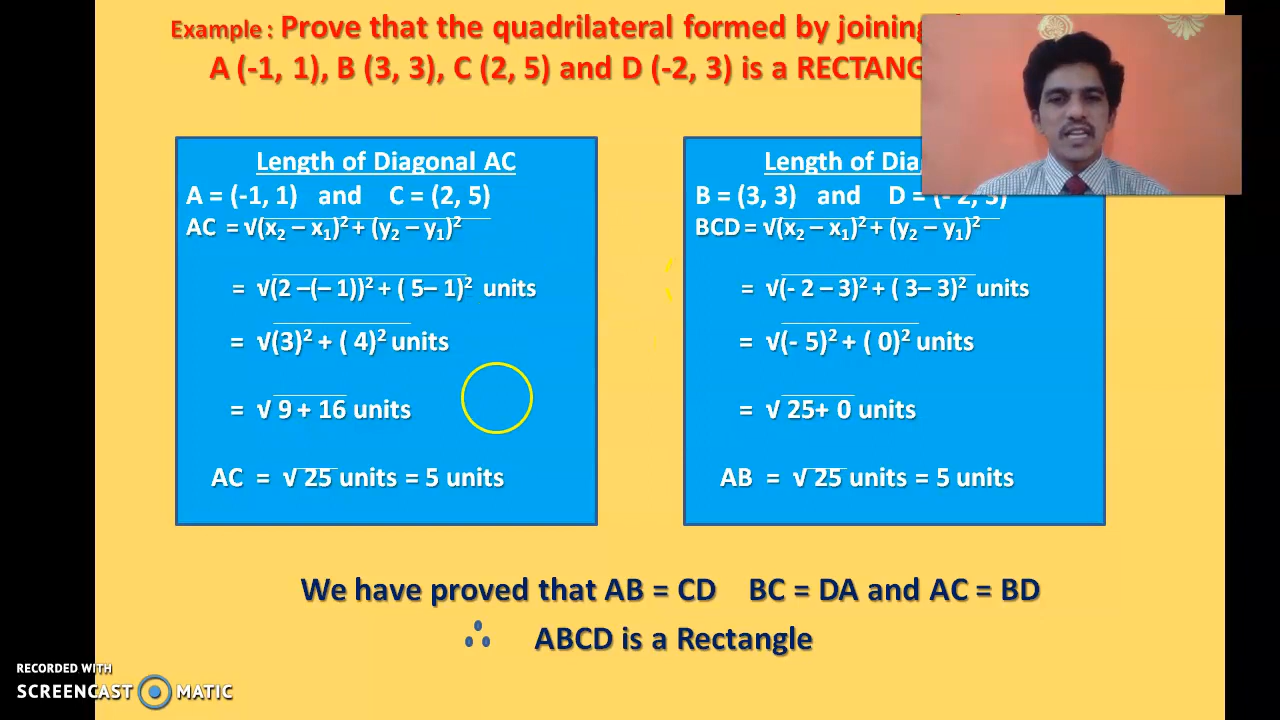 Example : Prove that the quadrilateral formed by joining
A (-1, 1), B (3, 3), C (2, 5) and D (-2, 3) is a
Length of Diagonal AC
A = (-1, 1) and C = (2, 5)
AC = √(x₂ – x₁)² + (y₂ – y₁)²
= √(2 –(– 1))² + ( 5– 1)² units
= √(3)² + ( 4)² units
= √ 9 + 16 units
AC = √ 25 units = 5 units
Length of
B = (3, 3) and D = (- 2, 3)
BCD = √(x₂ – x₁)² + (y₂ – y₁)²
= √(- 2 – 3)² + ( 3– 3)² units
= √(- 5)² + ( 0)² units
= √ 25+ 0 units
AB = √ 25 units = 5 units
We have proved that AB = CD BC = DA and AC = BD
∴ ABCD is a Rectangle
RECORDED WITH
SCREENCAST MATIC